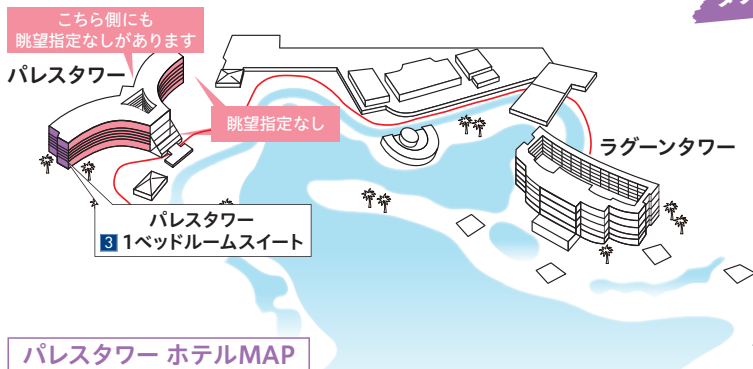 こちら側にも
眺望指定なしがあります
パレスタワー
眺望指定なし
ラグーンタワー
パレスタワー
3 1ベッドルームスイート
パレスタワー ホテルMAP